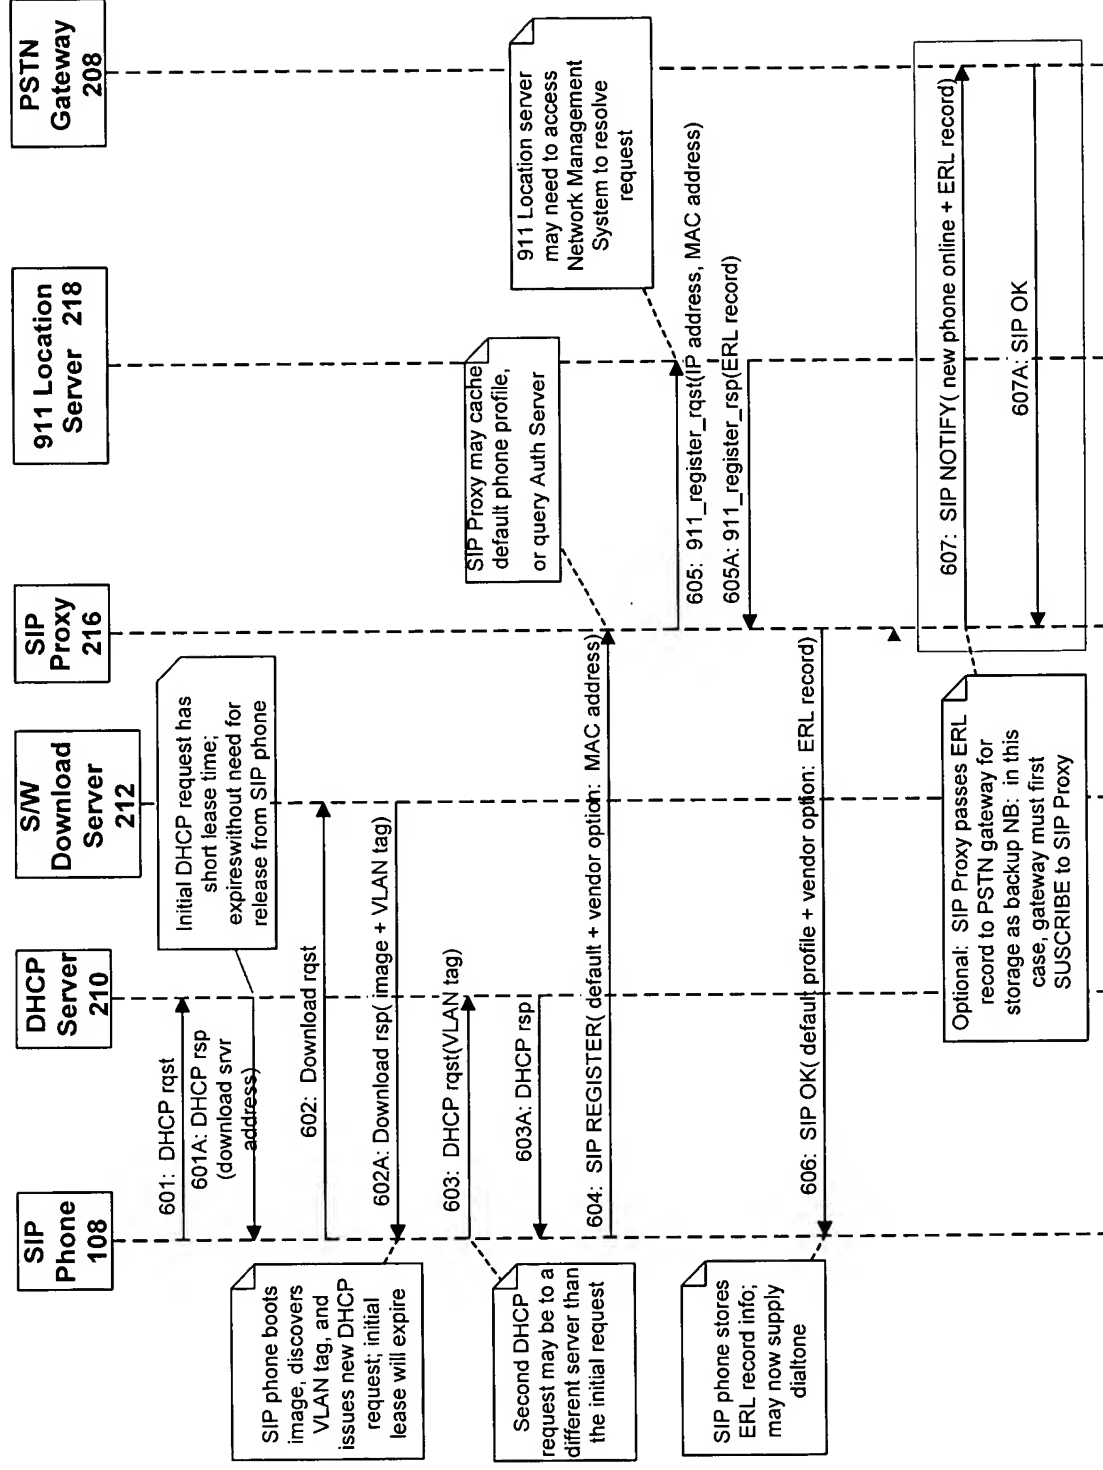 SIP
Phone
108
DHCP
Server
210
S/W
Download
Server
212
SIP
Proxy
216
911 Location
Server 218
PSTN
Gateway
208
601: DHCP rqst
601A: DHCP rsp
(download srvr
address)
Initial DHCP request has
short lease time;
expireswithout need for
release from SIP phone
602: Download rqst
602A: Download rsp( image + VLAN tag)
SIP phone boots
image, discovers
VLAN tag, and
issues new DHCP
request; initial
lease will expire
603: DHCP rqst(VLAN tag)
603A: DHCP rsp
Second DHCP
request may be to a
different server than
the initial request
604: SIP REGISTER( default + vendor option: MAC address)
SIP Proxy may cache
default phone profile,
or query Auth Server
605: 911_register_rqst(IP address, MAC address)
605A: 911_register_rsp(ERL record)
911 Location server
may need to access
Network Management
System to resolve
request
606: SIP OK( default profile + vendor option: ERL record)
SIP phone stores
ERL record info;
may now supply
dialtone
607: SIP NOTIFY( new phone online + ERL record)
607A: SIP OK
Optional: SIP Proxy passes ERL
record to PSTN gateway for
storage as backup NB: in this
case, gateway must first
SUSCRIBE to SIP Proxy